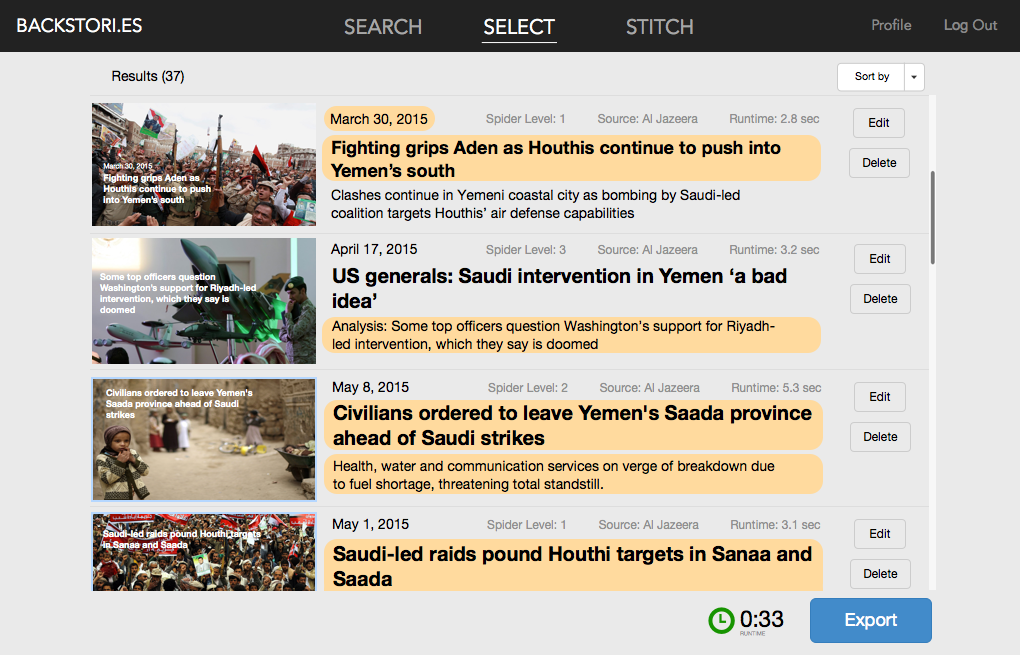 BACKSTORI.ES
SEARCH
SELECT
STITCH
Profile
Log Out
Results (37)
Sort by
March 30, 2015
Fighting grips Aden as
Houthis continue to push
into Yemen's south
March 30, 2015
Spider Level: 1
Source: Al Jazeera
Runtime: 2.8 sec
Fighting grips Aden as Houthis continue to push into
Yemen’s south
Clashes continue in Yemeni coastal city as bombing by Saudi-led
coalition targets Houthis’ air defense capabilities
Edit
Delete
Some top officers question
Washington's support for Riyadh-led
intervention, which they say is
doomed
April 17, 2015
Spider Level: 3
Source: Al Jazeera
Runtime: 3.2 sec
US generals: Saudi intervention in Yemen ‘a bad
idea’
Analysis: Some top officers question Washington’s support for Riyadh-
led intervention, which they say is doomed
Edit
Delete
Civilians ordered to leave Yemen's
Saada province ahead of Saudi
strikes
May 8, 2015
Spider Level: 2
Source: Al Jazeera
Runtime: 5.3 sec
Civilians ordered to leave Yemen's Saada province
ahead of Saudi strikes
Health, water and communication services on verge of breakdown due
to fuel shortage, threatening total standstill.
Edit
Delete
Saudi-led raids pound Houthi targets
in Sanaa and Saada
May 1, 2015
Spider Level: 1
Source: Al Jazeera
Runtime: 3.1 sec
Saudi-led raids pound Houthi targets in Sanaa and
Saada
Edit
Delete
0:33
RUNTIME
Export